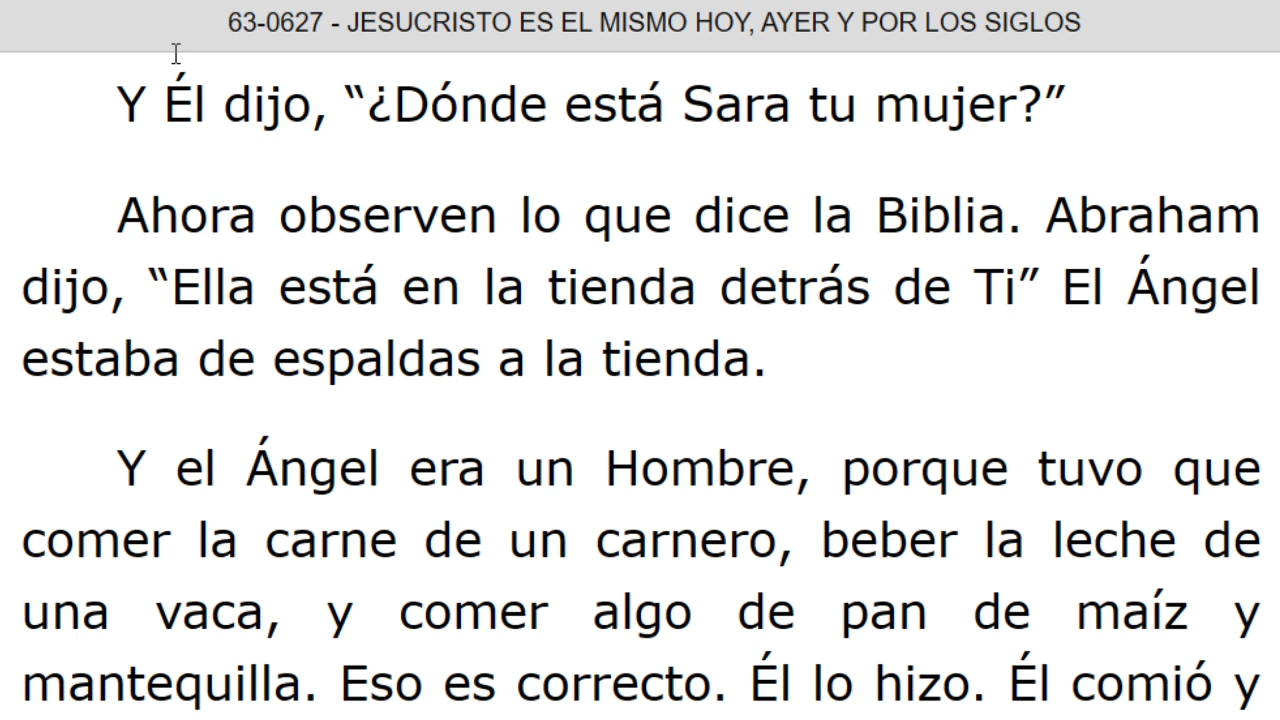 63-0627 - JESUCRISTO ES EL MISMO HOY, AYER Y POR LOS SIGLOS
Y Él dijo, “¿Dónde está Sara tu mujer?”
Ahora observen lo que dice la Biblia. Abraham
dijo, “Ella está en la tienda detrás de Ti” El Ángel
estaba de espaldas a la tienda.
Y el Ángel era un Hombre, porque tuvo que
comer la carne de un carnero, beber la leche de
una vaca, y comer algo de pan de maíz y
mantequilla. Eso es correcto. Él lo hizo. Él comió y